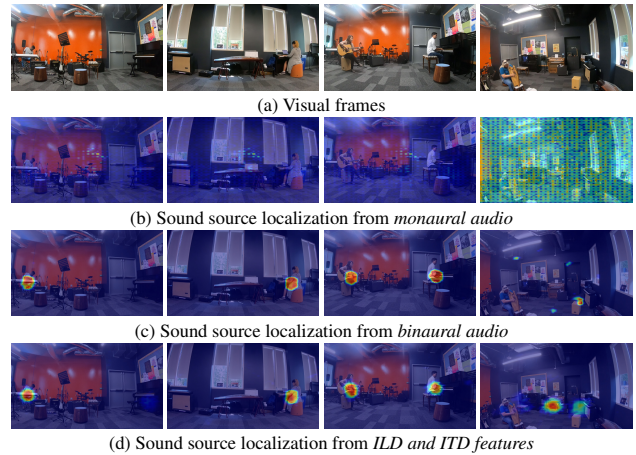 (a) Visual frames
(b) Sound source localization from monaural audio
(c) Sound source localization from binaural audio
(d) Sound source localization from ILD and ITD features